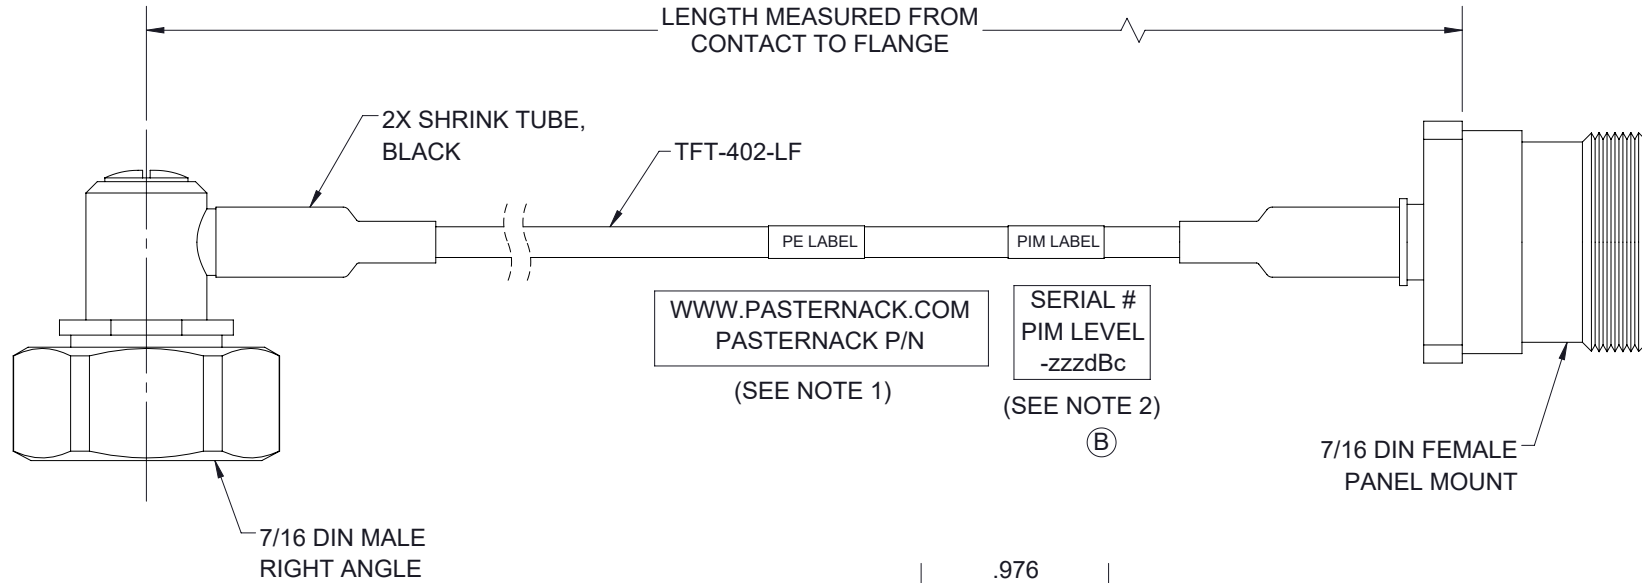 LENGTH MEASURED FROM
CONTACT TO FLANGE
2X SHRINK TUBE,
BLACK
TFT-402-LF
PE LABEL
PIM LABEL
WWW.PASTERNACK.COM
PASTERNACK P/N
(SEE NOTE 1)
SERIAL #
PIM LEVEL
-zzzdBc
(SEE NOTE 2)
B
7/16 DIN FEMALE
PANEL MOUNT
7/16 DIN MALE
RIGHT ANGLE
.976